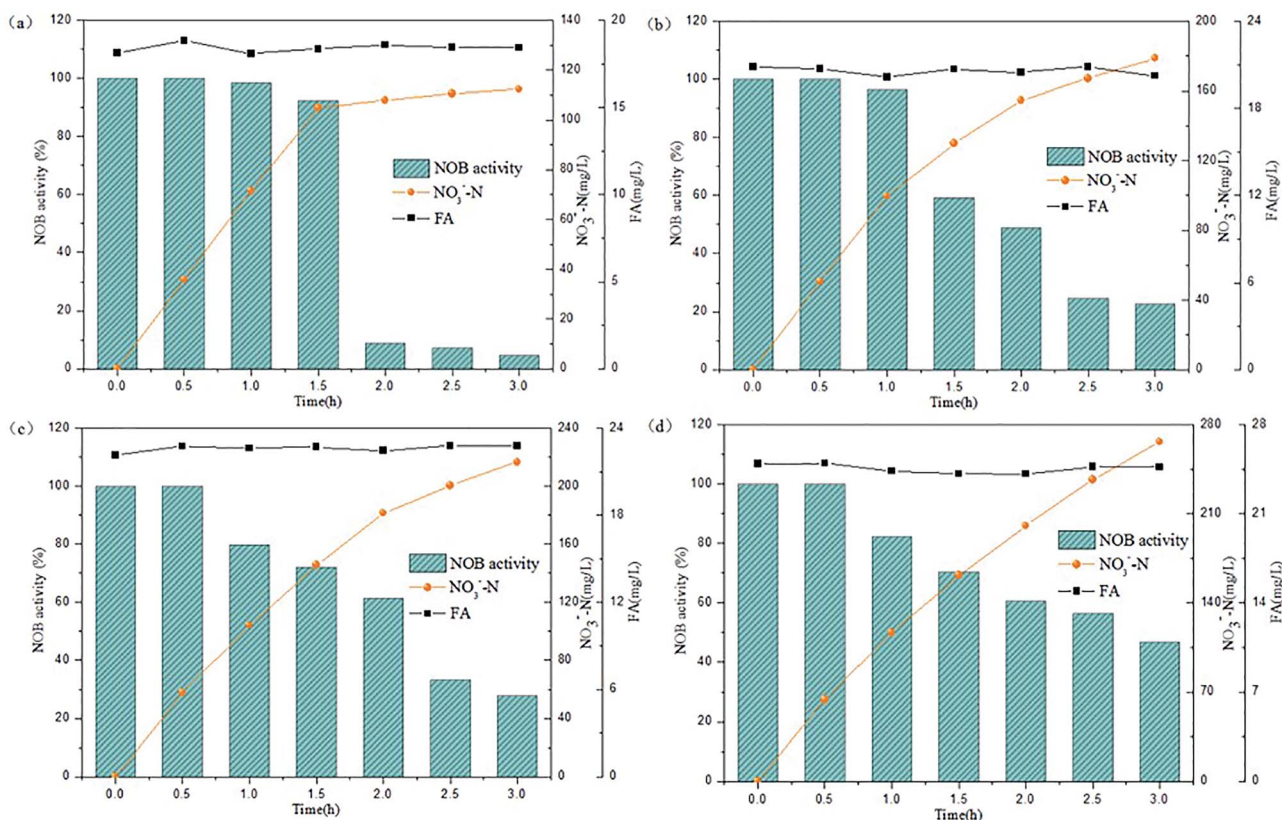 (a)
120
100
80
60
40
20
0
NOB activity (%)
0.0 0.5 1.0 1.5 2.0 2.5 3.0
Time(h)
NOB activity
NO₃⁻-N
FA
140
120
100
80
60
40
20
0
NO₃⁻-N(mg/L)
20
15
10
5
0
FA(mg/L)
(b)
120
100
80
60
40
20
0
NOB activity (%)
0.0 0.5 1.0 1.5 2.0 2.5 3.0
Time(h)
NOB activity
NO₃⁻-N
FA
200
160
120
80
40
0
NO₃⁻-N(mg/L)
24
18
12
6
0
FA(mg/L)
(c)
120
100
80
60
40
20
0
NOB activity (%)
0.0 0.5 1.0 1.5 2.0 2.5 3.0
Time(h)
NOB activity
NO₃⁻-N
FA
240
200
160
120
80
40
0
NO₃⁻-N(mg/L)
24
18
12
6
0
FA(mg/L)
(d)
120
100
80
60
40
20
0
NOB activity (%)
0.0 0.5 1.0 1.5 2.0 2.5 3.0
Time(h)
NOB activity
NO₃⁻-N
FA
280
210
140
70
0
NO₃⁻-N(mg/L)
28
21
14
7
0
FA(mg/L)